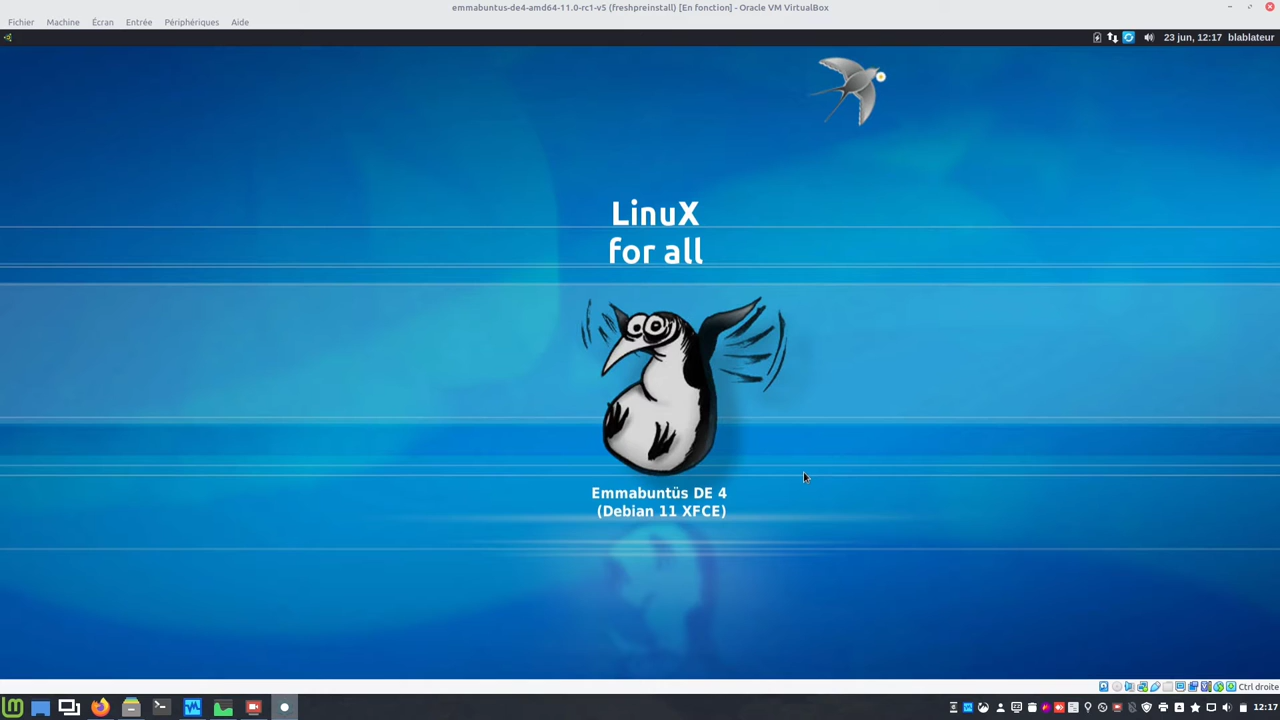 emmabuntus-de4-amd64-11.0-rc1-v5 (freshpreinstall) [En fonction] - Oracle VM VirtualBox
Fichier Machine Écran Entrée Périphériques Aide
23 jun, 12:17 blablateur
LinuX
for all
Emmabuntüs DE 4
(Debian 11 XFCE)
Ctrl droite
12:17